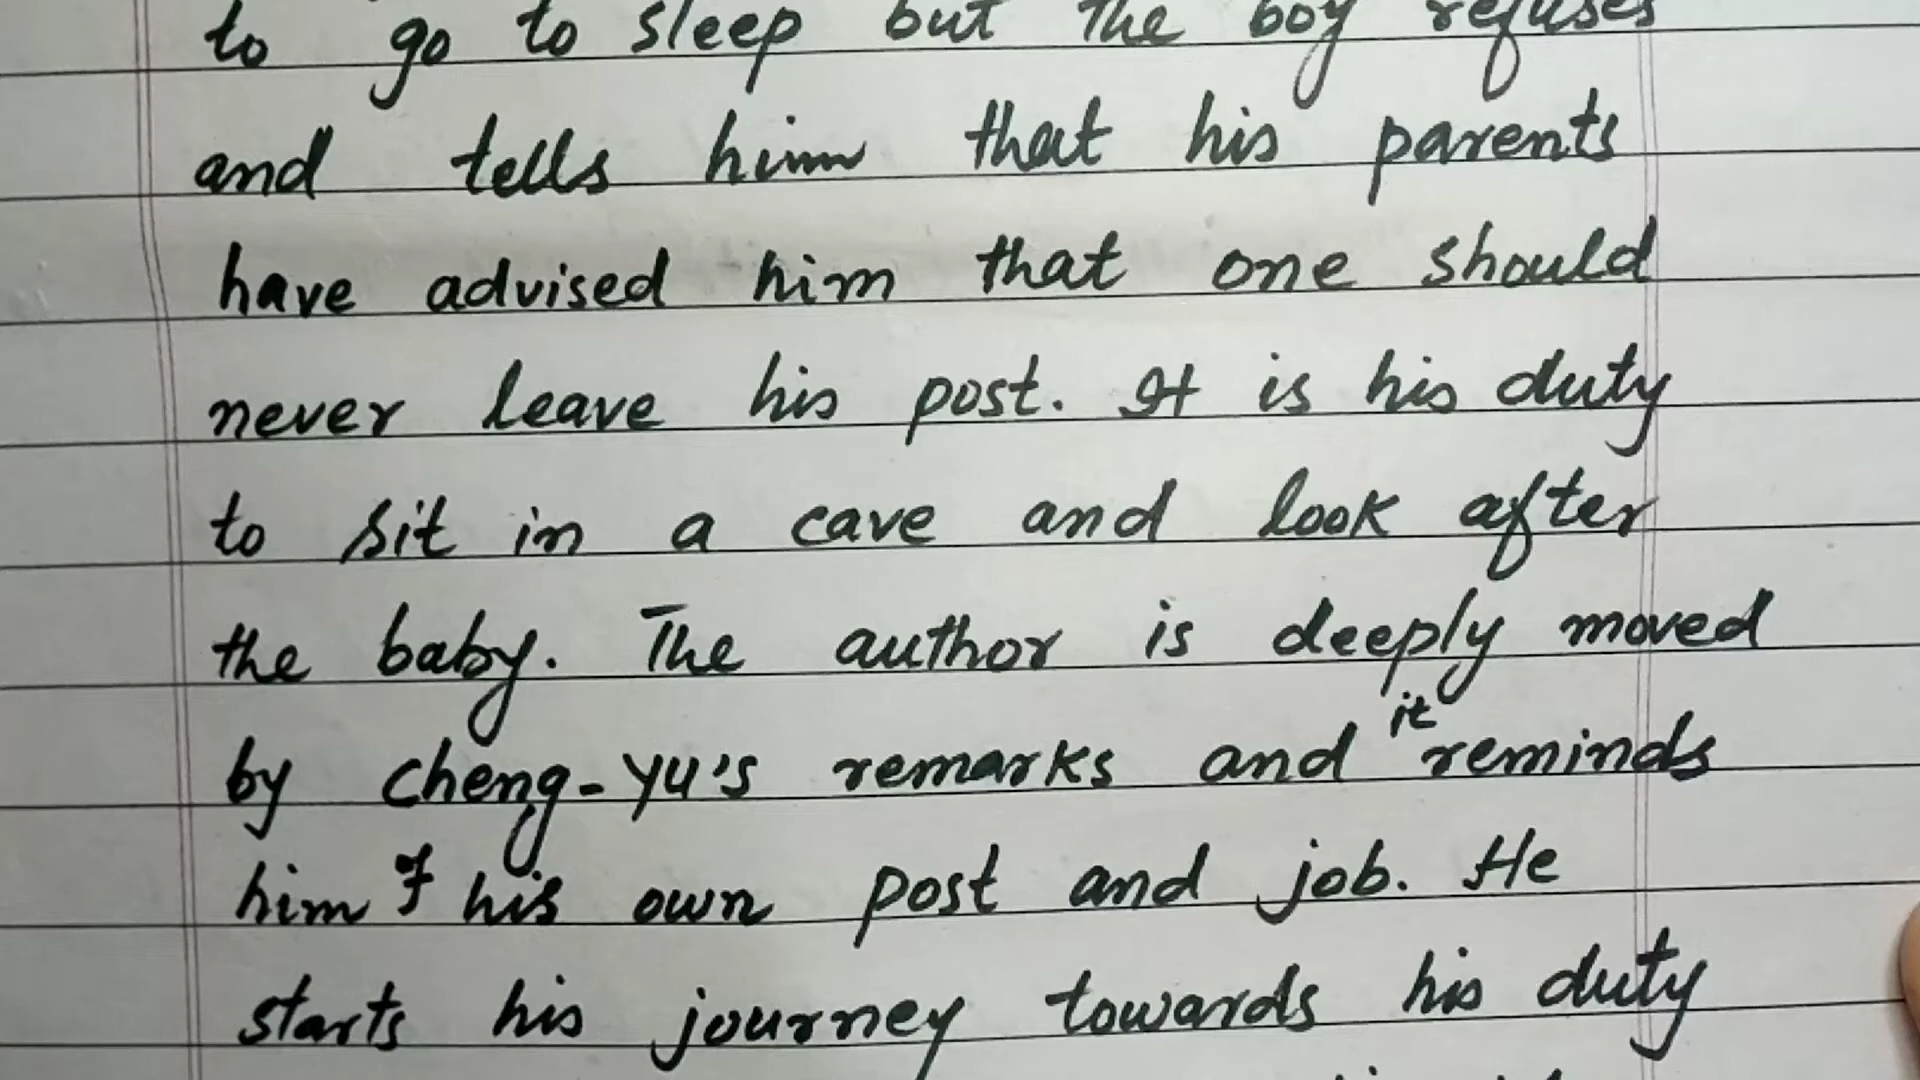 to go to sleep but the boy refuses
and tells him that his parents
have advised him that one should
never leave his post. It is his duty
to sit in a cave and look after
the baby. The author is deeply moved
by Cheng-Yu's remarks and it reminds
him of his own post and job. He
starts his journey towards his duty